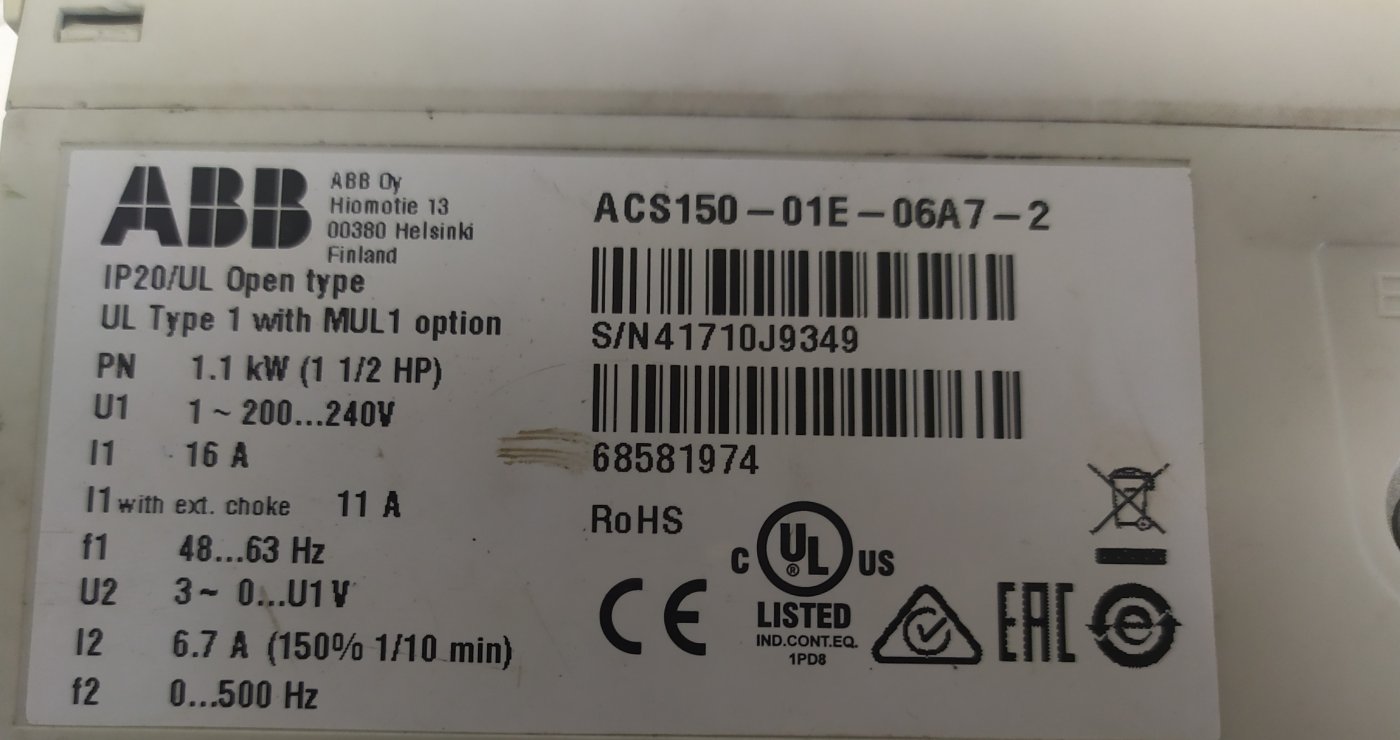 ABB
ABB Oy
Hiomotie 13
00380 Helsinki
Finland
IP20/UL Open type
UL Type 1 with MUL1 option
PN 1.1 kW (1 1/2 HP)
U1 1 ~ 200...240V
I1 16 A
I1 with ext. choke 11 A
f1 48...63 Hz
U2 3 ~ 0...U1 V
I2 6.7 A (150% 1/10 min)
f2 0...500 Hz
ACS150-01E-06A7-2
S/N41710J9349
68581974
RoHS
C UL ® US
LISTED
IND.CONT.EQ.
1PD8
CE
EAC
e